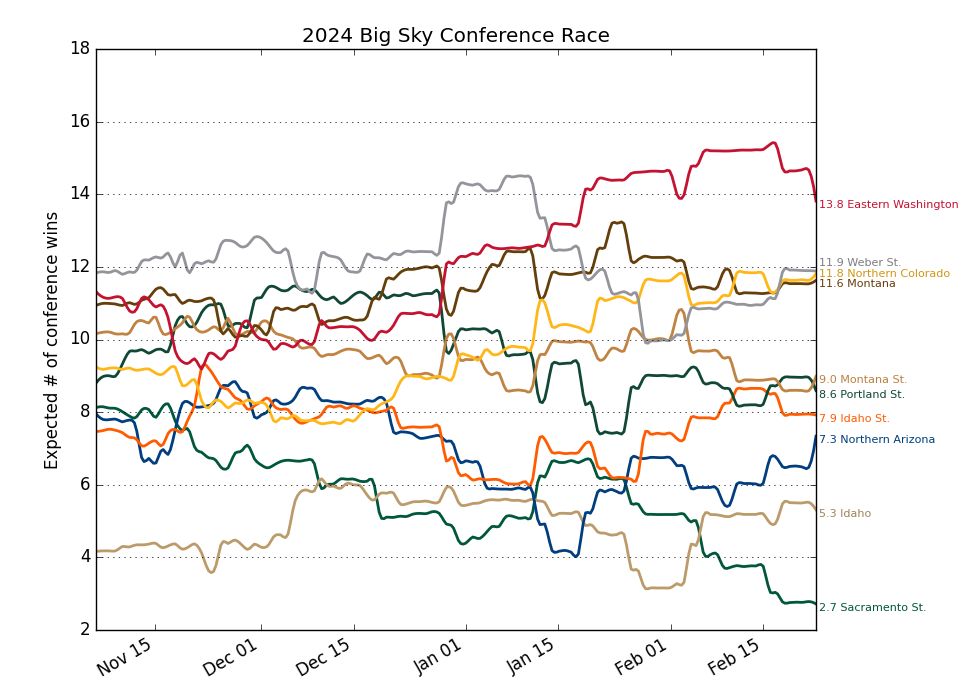 2024 Big Sky Conference Race
Expected # of conference wins
18
16
14
12
10
8
6
4
2
13.8 Eastern Washington
11.9 Weber St.
11.8 Northern Colorado
11.6 Montana
9.0 Montana St.
8.6 Portland St.
7.9 Idaho St.
7.3 Northern Arizona
5.3 Idaho
2.7 Sacramento St.
Nov 15
Dec 01
Dec 15
Jan 01
Jan 15
Feb 01
Feb 15